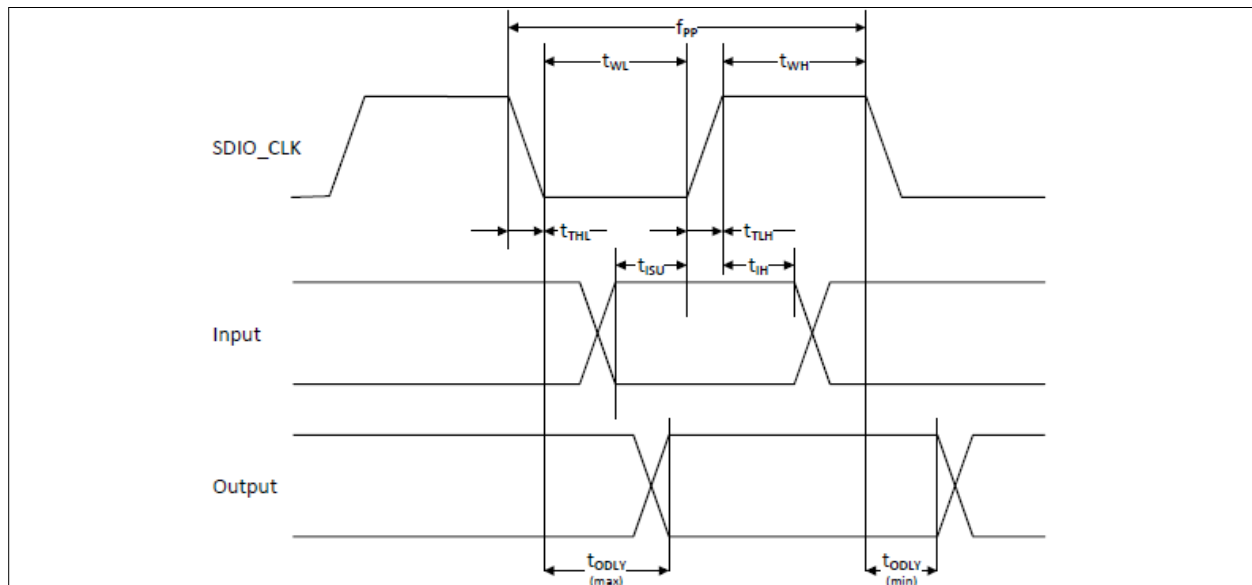 fPP
tWL
tWH
SDIO_CLK
tTHL
tTLH
tISU
tIH
Input
Output
tODLY
(max)
tODLY
(min)